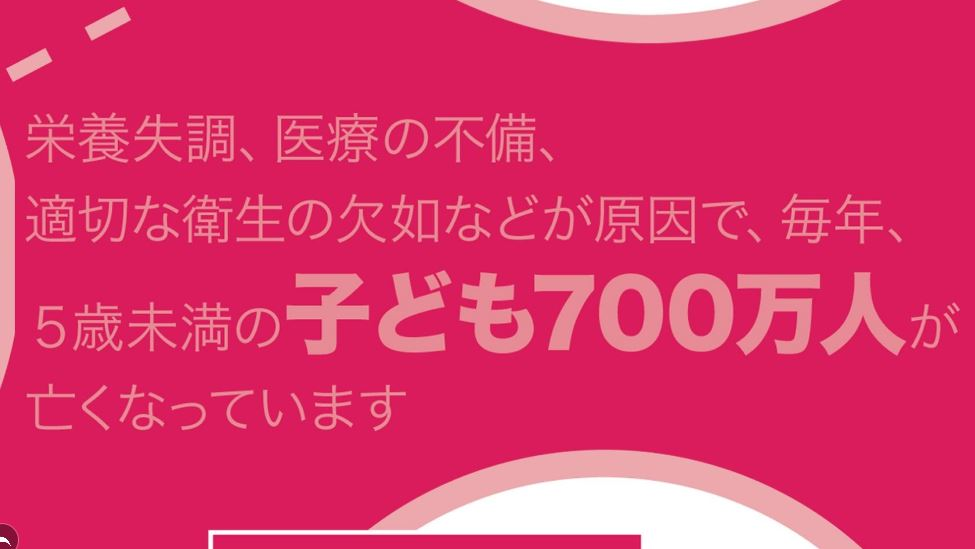 栄養失調、医療の不備、
適切な衛生の欠如などが原因で、毎年、
５歳未満の子ども700万人が
亡くなっています